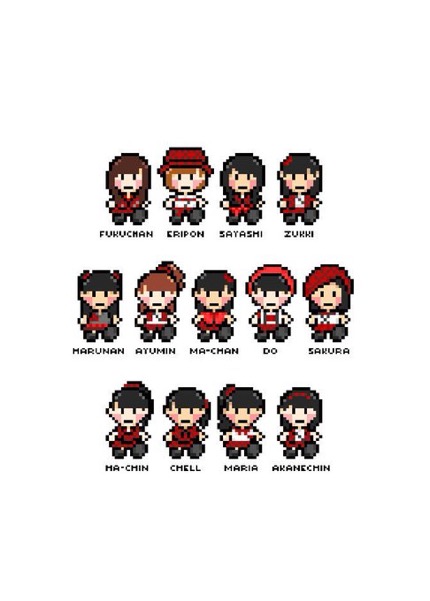 FUKUCHAN ERIPON SAYASHI ZUKKI
MARUNAN AYUMIN MA-CHAN DO SAKURA
MA-CHIN CHELL MARIA AKANECHIN